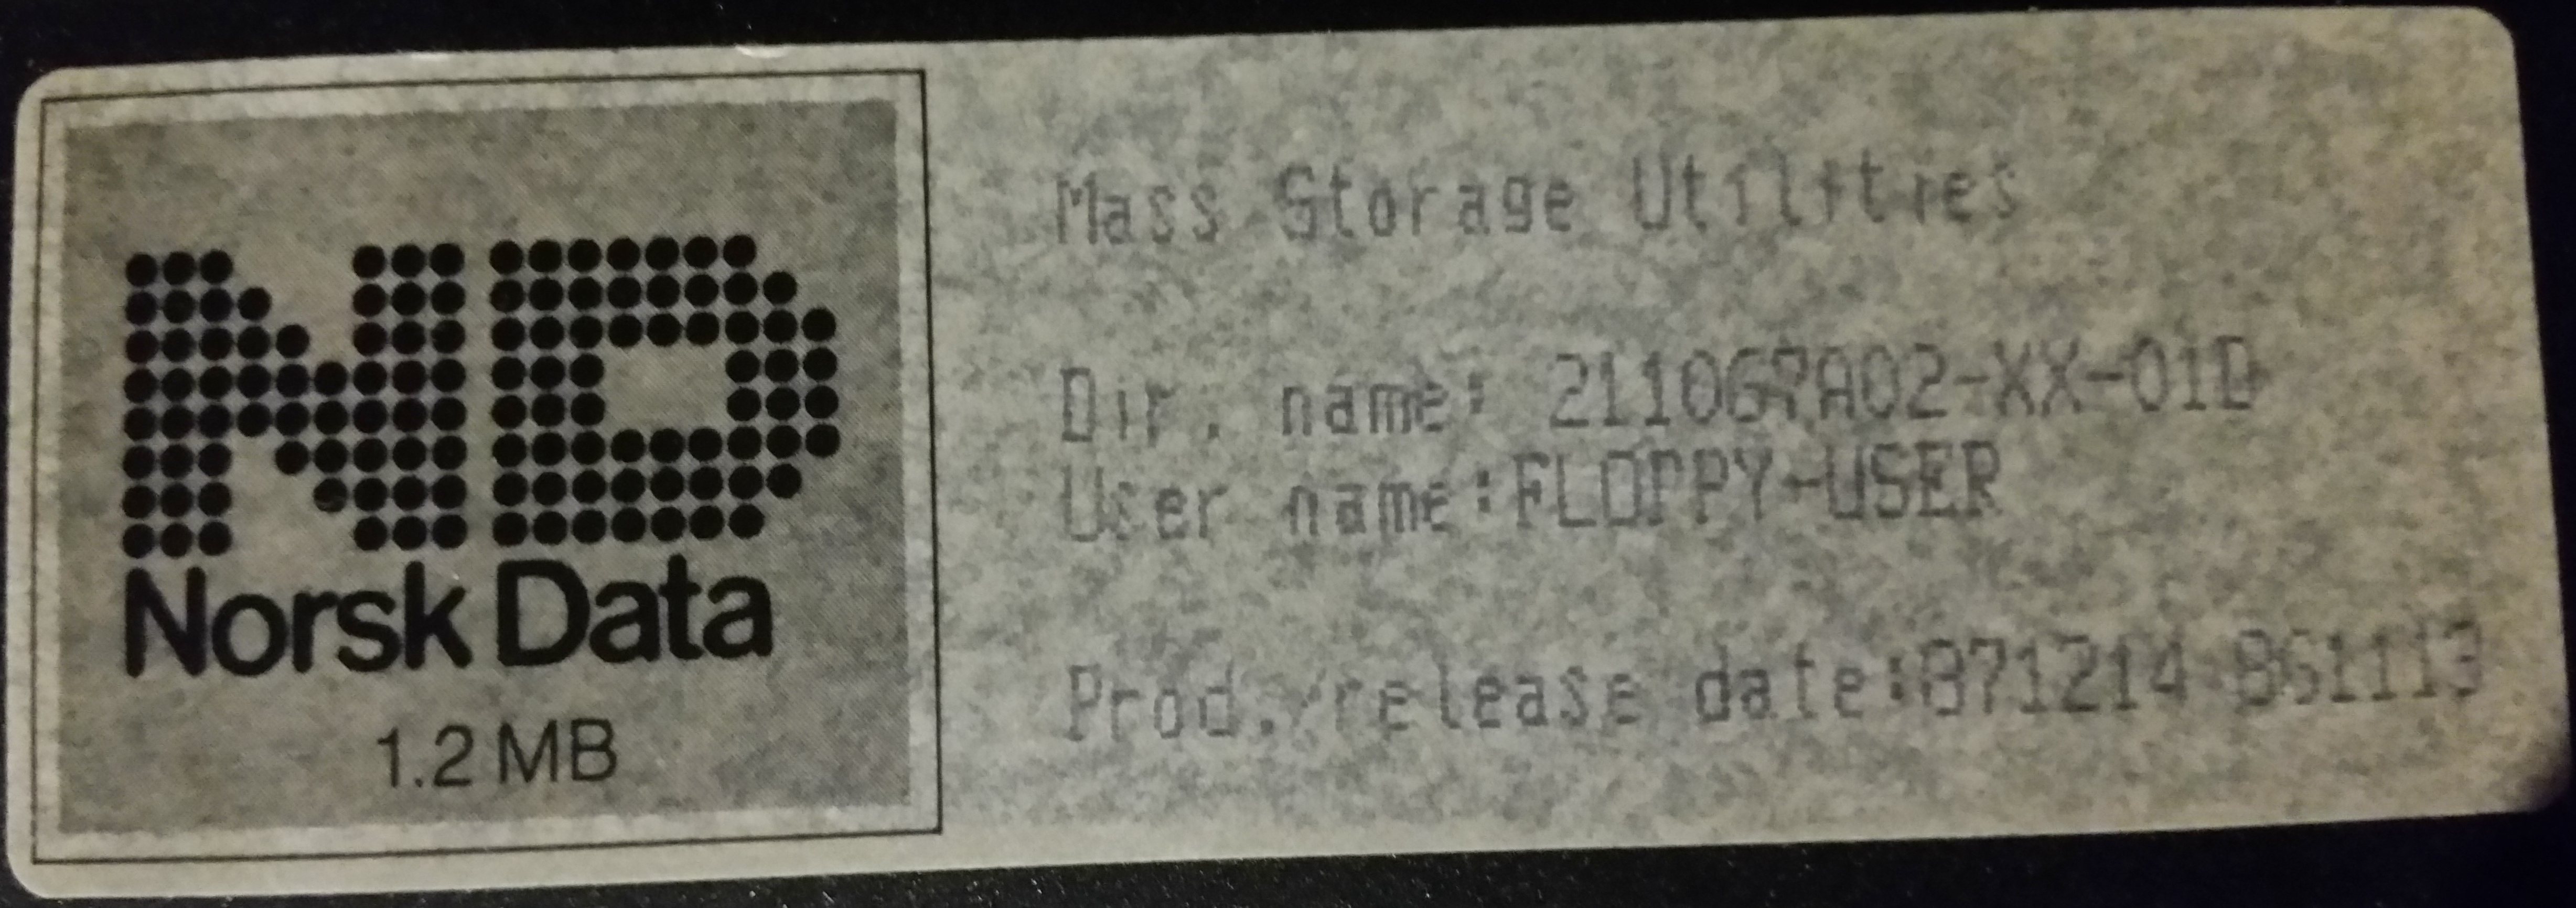 ND
Norsk Data
1.2 MB
Mass Storage Utilities
Dir. name: 211067A02-XX-01D
User name:FLOPPY-USER
Prod./release date:871214 861113